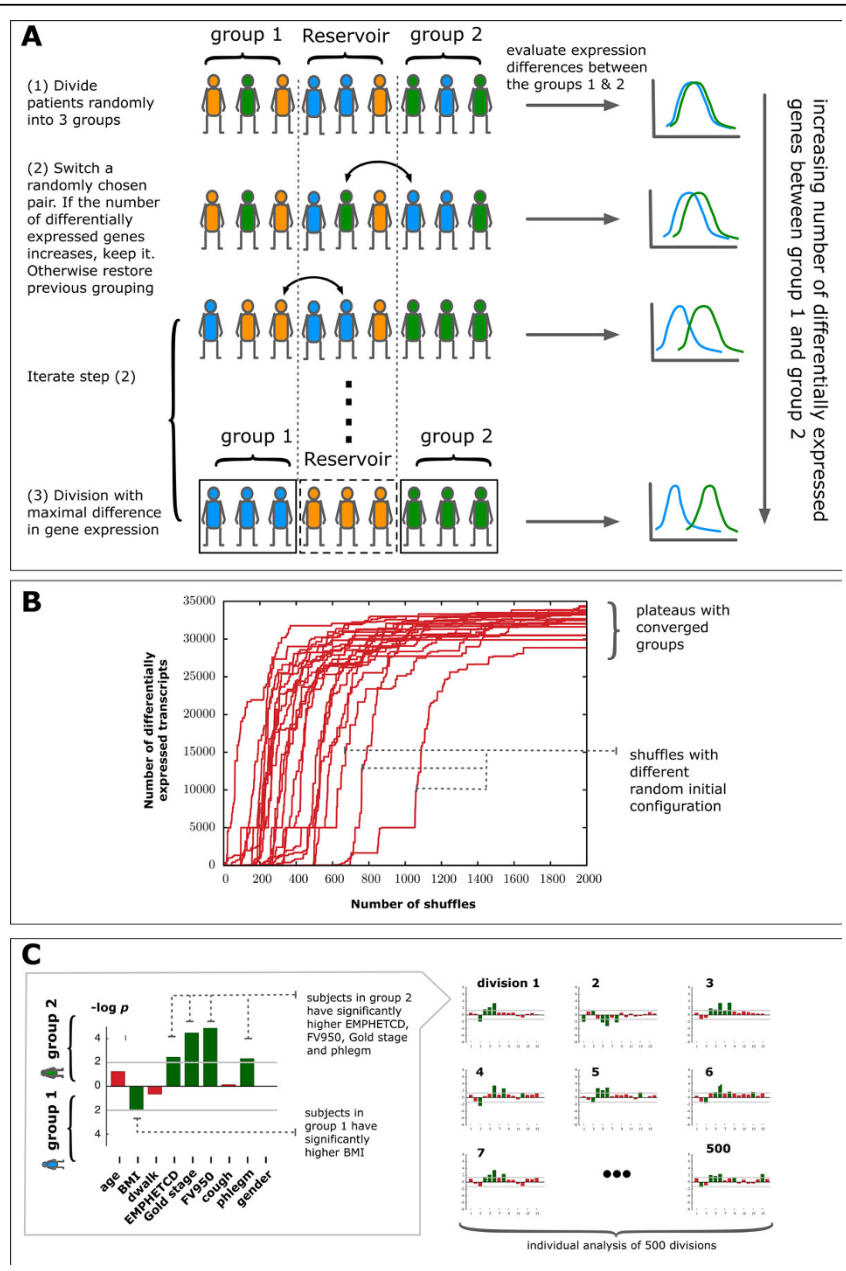 A
group 1
Reservoir
group 2
evaluate expression
differences between
the groups 1 & 2
(1) Divide
patients randomly
into 3 groups
(2) Switch a
randomly chosen
pair. If the number
of differentially
expressed genes
increases, keep it.
Otherwise restore
previous grouping
Iterate step (2)
group 1
Reservoir
group 2
(3) Division with
maximal difference
in gene expression
increasing number of differentially expressed
genes between group 1 and group 2
B
Number of differentially
expressed transcripts
35000
30000
25000
20000
15000
10000
5000
0
0 200 400 600 800 1000 1200 1400 1600 1800 2000
Number of shuffles
plateaus with
converged
groups
shuffles with
different
random initial
configuration
C
–log p
group 2
group 1
4
2
0
2
4
age
BMI
dwalk
EMPHETCD
Gold stage
FV950
cough
phlegm
gender
subjects in group 2
have significantly
higher EMPHETCD,
FV950, Gold stage
and phlegm
subjects in
group 1 have
significantly
higher BMI
division 1
2
3
4
5
6
7
500
individual analysis of 500 divisions